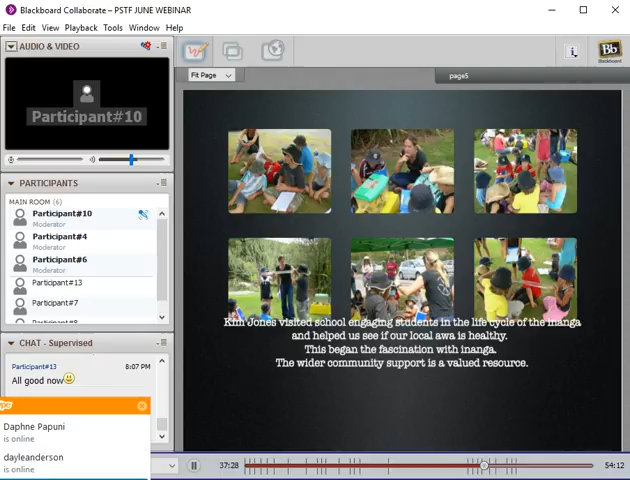 Blackboard Collaborate - PSTF JUNE WEBINAR
File Edit View Playback Tools Window Help
AUDIO & VIDEO
Participant#10
Fit Page
page5
Bb
Blackboard
PARTICIPANTS
MAIN ROOM (6)
Participant#10
Moderator
Participant#4
Moderator
Participant#6
Moderator
Participant#13
Participant#7
Participant#8
CHAT - Supervised
Participant#13 8:07 PM
All good now
Daphne Papuni
is online
dayleanderson
is online
Kim Jones visited school engaging students in the life cycle of the inanga
and helped us see if our local awa is healthy.
This began the fascination with inanga.
The wider community support is a valued resource.
37:28
54:12